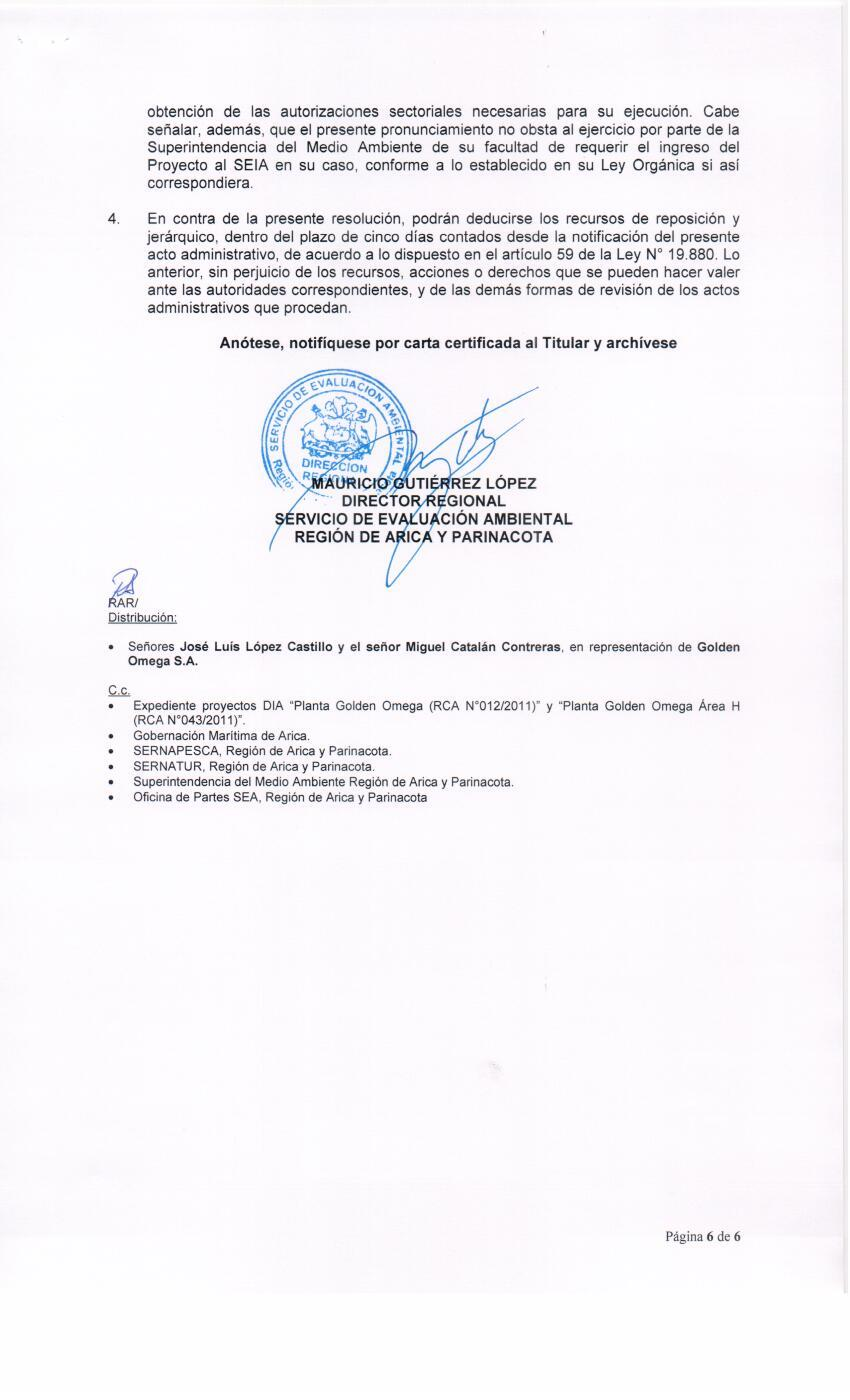 obtención de las autorizaciones sectoriales necesarias para su ejecución. Cabe
señalar, además, que el presente pronunciamiento no obsta al ejercicio por parte de la
Superintendencia del Medio Ambiente de su facultad de requerir el ingreso del
Proyecto al SEIA en su caso, conforme a lo establecido en su Ley Orgánica si así
correspondiera.
4. En contra de la presente resolución, podrán deducirse los recursos de reposición y
jerárquico, dentro del plazo de cinco días contados desde la notificación del presente
acto administrativo, de acuerdo a lo dispuesto en el artículo 59 de la Ley N° 19.880. Lo
anterior, sin perjuicio de los recursos, acciones o derechos que se pueden hacer valer
ante las autoridades correspondientes, y de las demás formas de revisión de los actos
administrativos que procedan.
Anótese, notifíquese por carta certificada al Titular y archívese
SERVICIO DE EVALUACION AMBIENTAL
DIRECCION
MAURICIO GUTIÉRREZ LÓPEZ
DIRECTOR REGIONAL
SERVICIO DE EVALUACIÓN AMBIENTAL
REGIÓN DE ARICA Y PARINACOTA
RAR/
Distribución:
• Señores José Luís López Castillo y el señor Miguel Catalán Contreras, en representación de Golden
Omega S.A.
C.c.
• Expediente proyectos DIA “Planta Golden Omega (RCA N°012/2011)” y “Planta Golden Omega Área H
(RCA N°043/2011)”.
• Gobernación Marítima de Arica.
• SERNAPESCA, Región de Arica y Parinacota.
• SERNATUR, Región de Arica y Parinacota.
• Superintendencia del Medio Ambiente Región de Arica y Parinacota.
• Oficina de Partes SEA, Región de Arica y Parinacota
Página 6 de 6